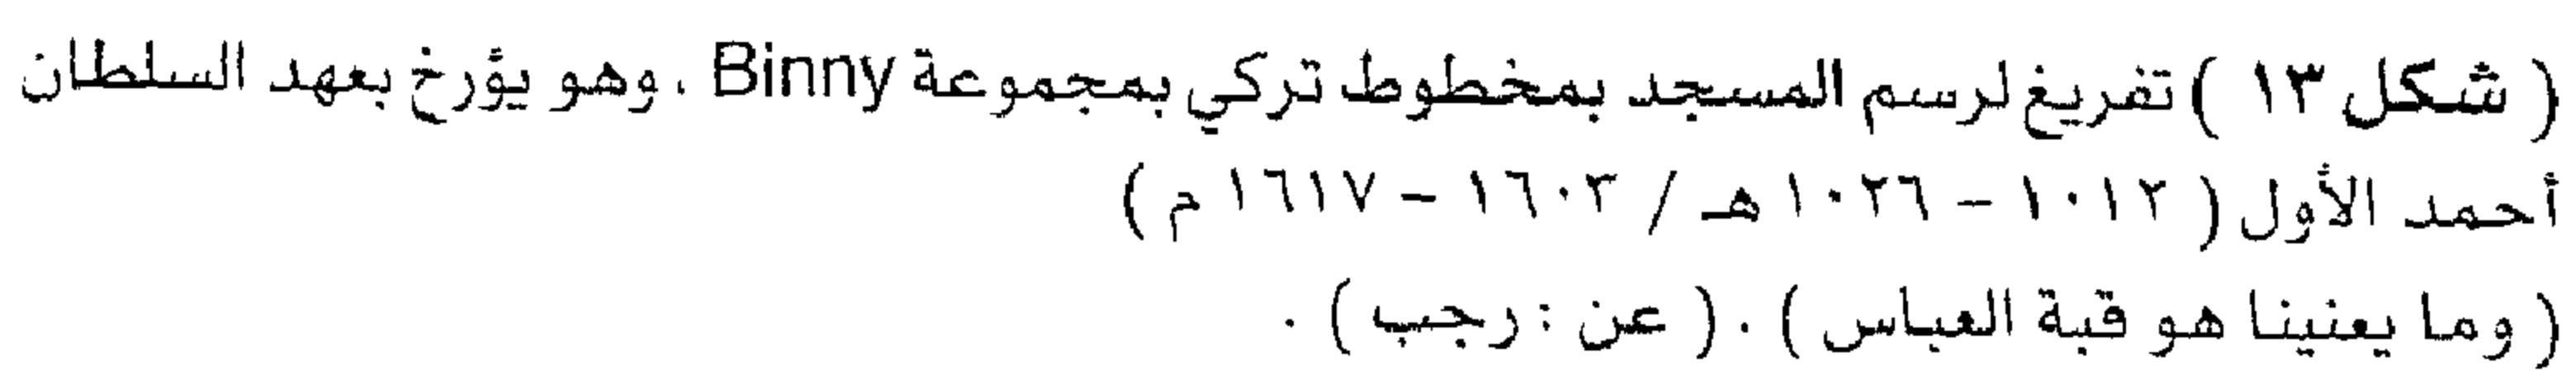 ( شكل ١٣ ) تفريغ لرسم المسجد بمخطوط تركي بمجموعة Binny ، وهو يؤرخ بعهد السلطان
أحمد الأول ( ١٠١٢ - ١٠٢٦ هـ / ١٦٠٣ - ١٦١٧ م )
( وما يعنينا هو قبة العباس ) . ( عن : رجب ) .